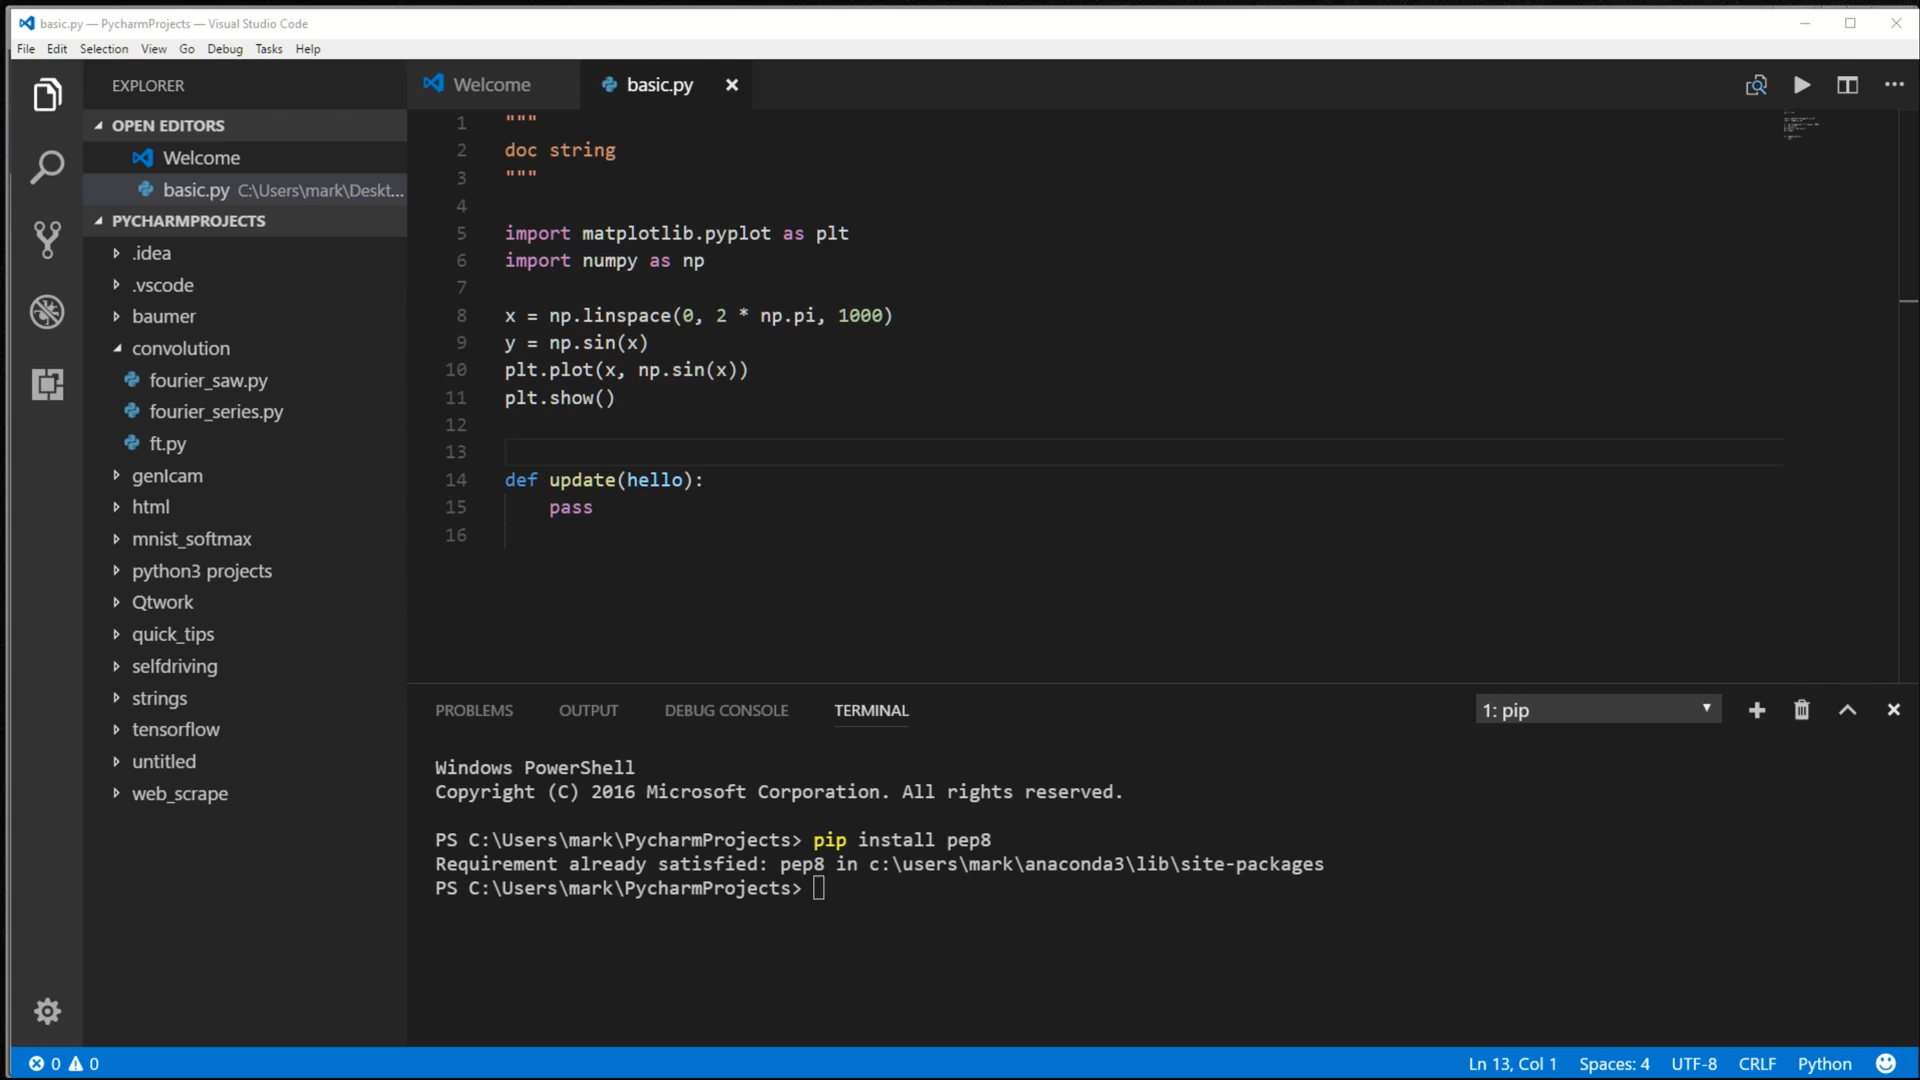 basic.py — PycharmProjects — Visual Studio Code
File Edit Selection View Go Debug Tasks Help
EXPLORER
OPEN EDITORS
Welcome
basic.py C:\Users\mark\Deskt...
PYCHARMPROJECTS
.idea
.vscode
baumer
convolution
fourier_saw.py
fourier_series.py
ft.py
genIcam
html
mnist_softmax
python3 projects
Qtwork
quick_tips
selfdriving
strings
tensorflow
untitled
web_scrape
Welcome basic.py
1 """
2 doc string
3 """
4
5 import matplotlib.pyplot as plt
6 import numpy as np
7
8 x = np.linspace(0, 2 * np.pi, 1000)
9 y = np.sin(x)
10 plt.plot(x, np.sin(x))
11 plt.show()
12
13
14 def update(hello):
15     pass
16
PROBLEMS OUTPUT DEBUG CONSOLE TERMINAL 1: pip
Windows PowerShell
Copyright (C) 2016 Microsoft Corporation. All rights reserved.
PS C:\Users\mark\PycharmProjects> pip install pep8
Requirement already satisfied: pep8 in c:\users\mark\anaconda3\lib\site-packages
PS C:\Users\mark\PycharmProjects>
0 0 Ln 13, Col 1 Spaces: 4 UTF-8 CRLF Python